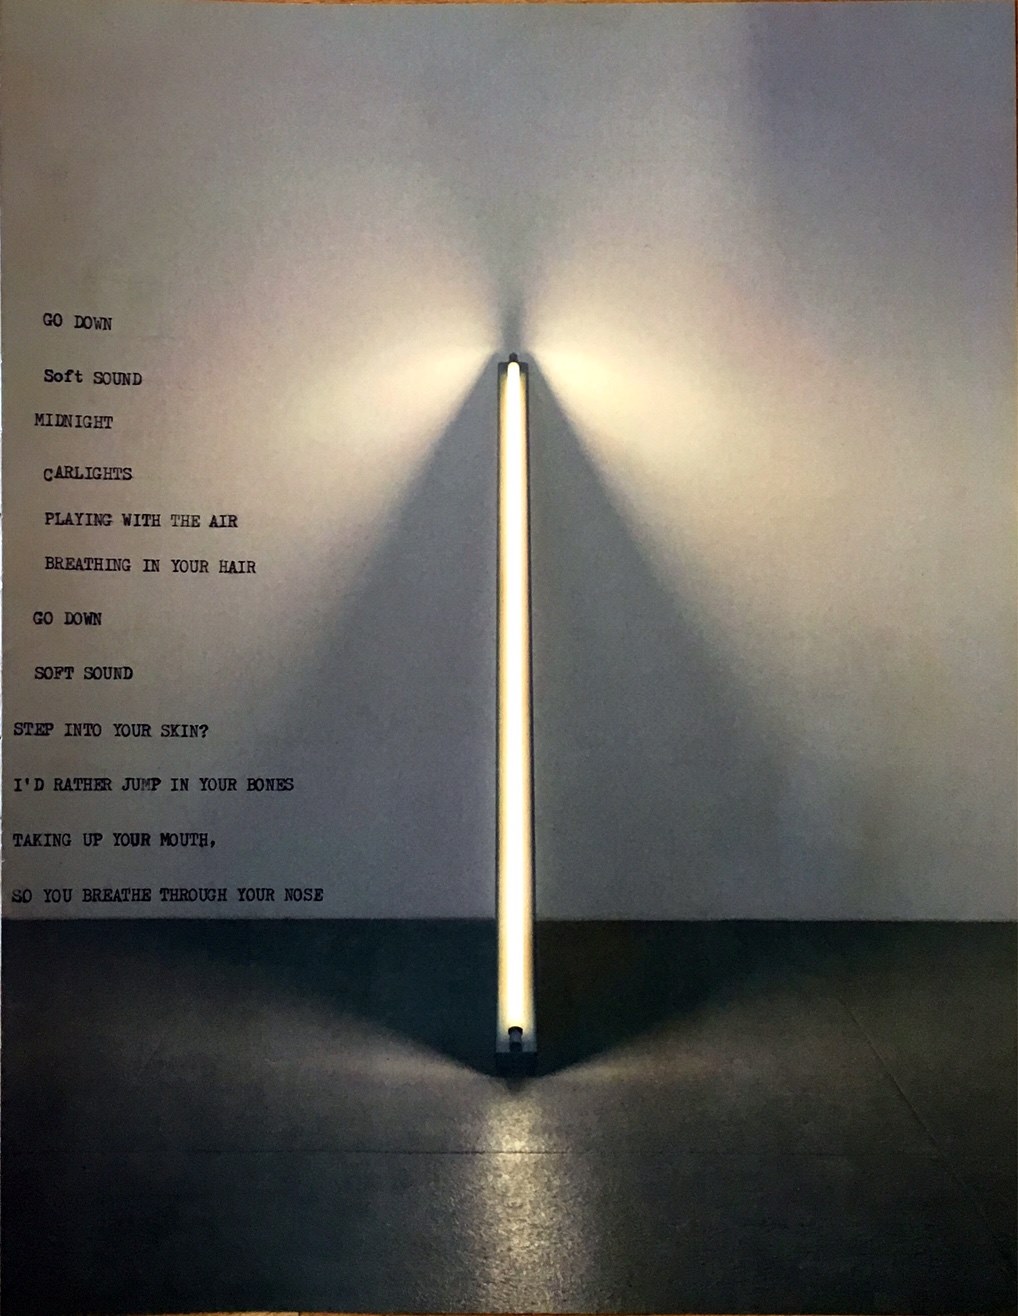 GO DOWN
Soft SOUND
MIDNIGHT
CARLIGHTS
PLAYING WITH THE AIR
BREATHING IN YOUR HAIR
GO DOWN
SOFT SOUND
STEP INTO YOUR SKIN?
I'D RATHER JUMP IN YOUR BONES
TAKING UP YOUR MOUTH,
SO YOU BREATHE THROUGH YOUR NOSE